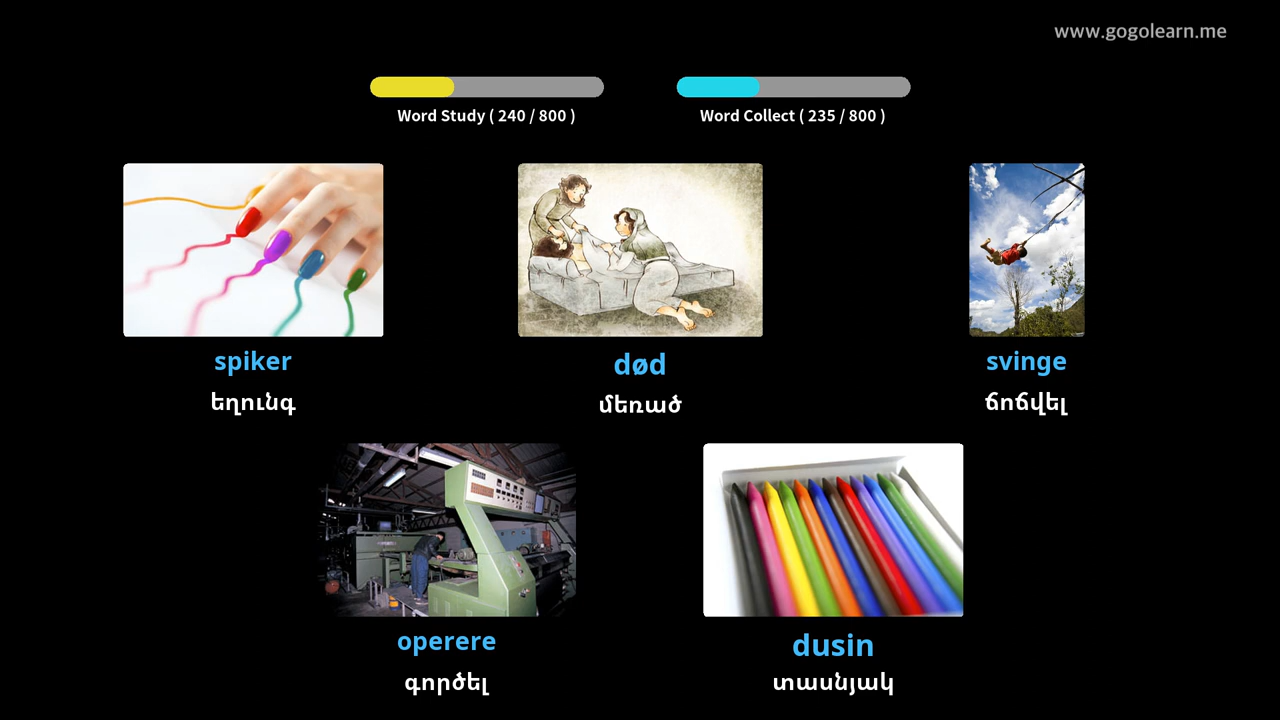 www.gogolearn.me
Word Study ( 240 / 800 )
Word Collect ( 235 / 800 )
spiker
եղունգ
død
մեռած
svinge
ճոճվել
operere
գործել
dusin
տասնյակ